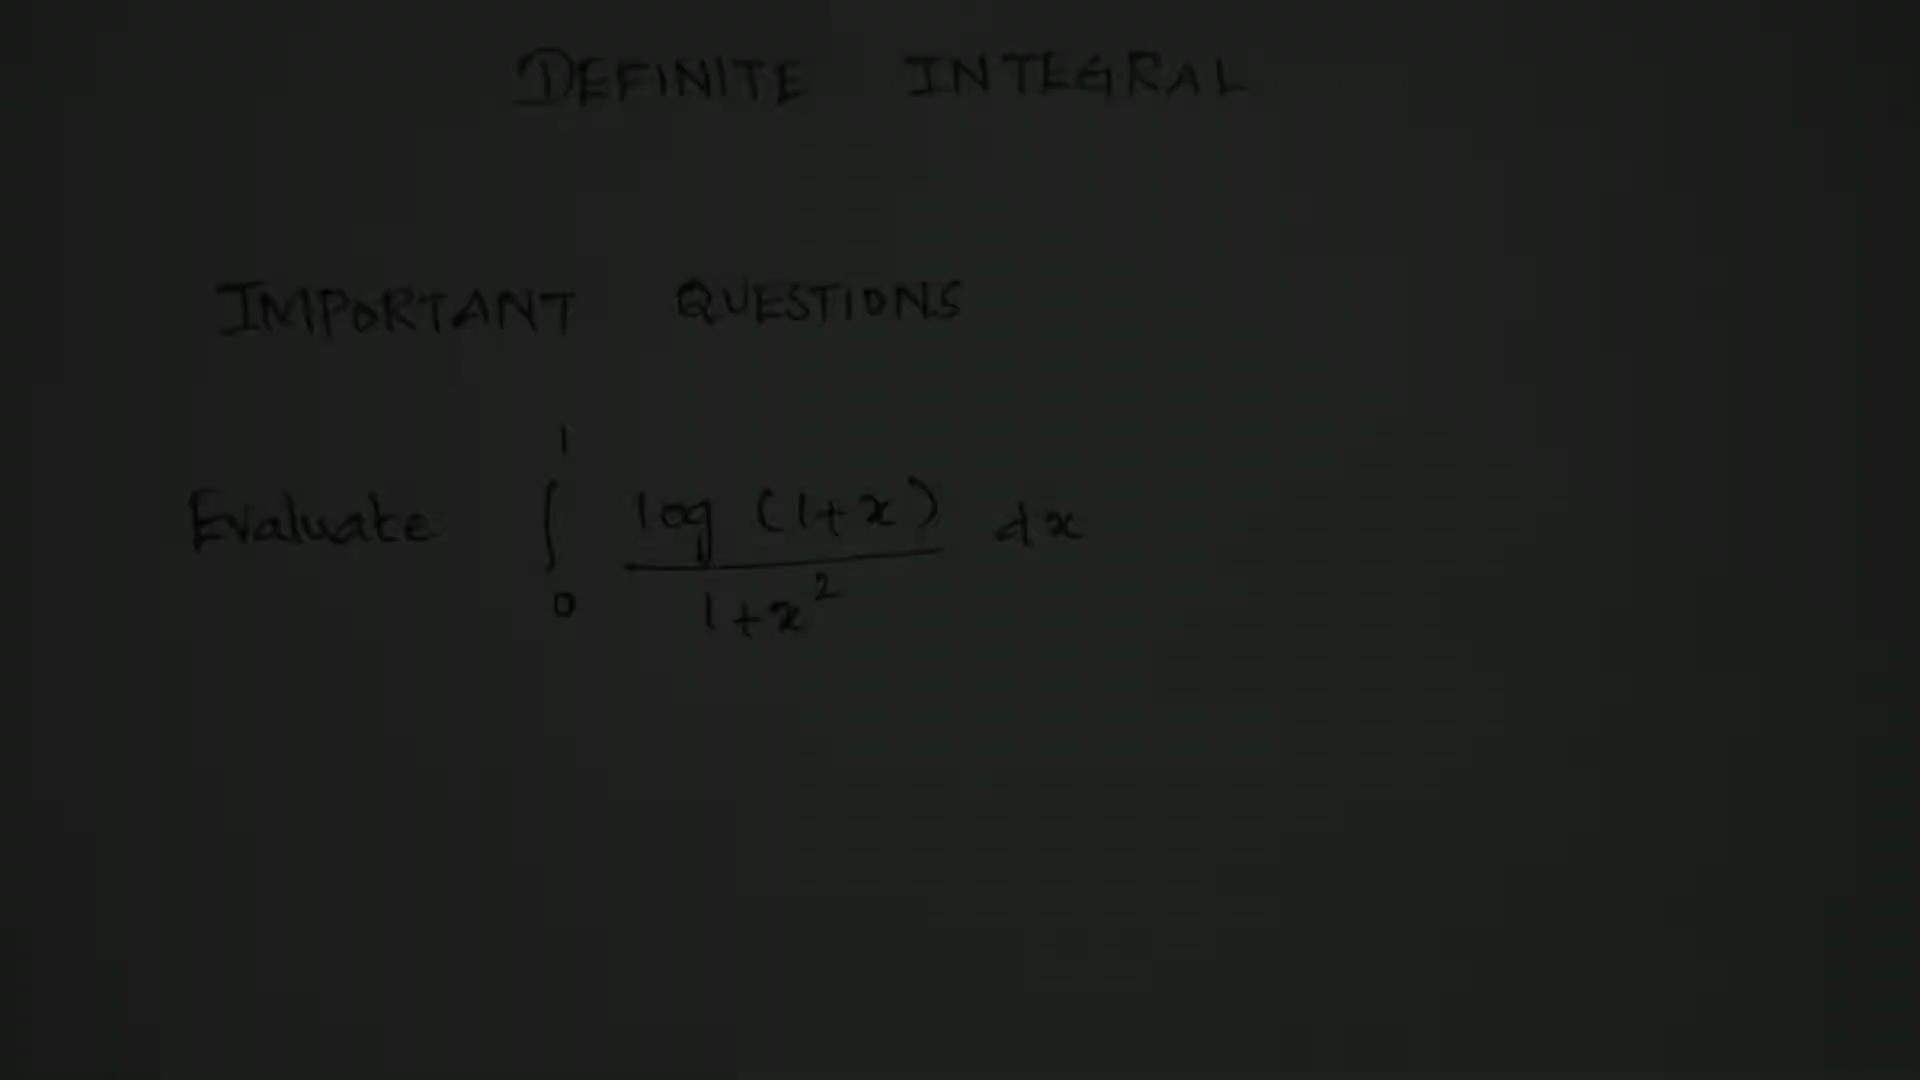 DEFINITE INTEGRAL
IMPORTANT QUESTIONS
Evaluate ∫₀¹ log (1+x) / 1+x² dx